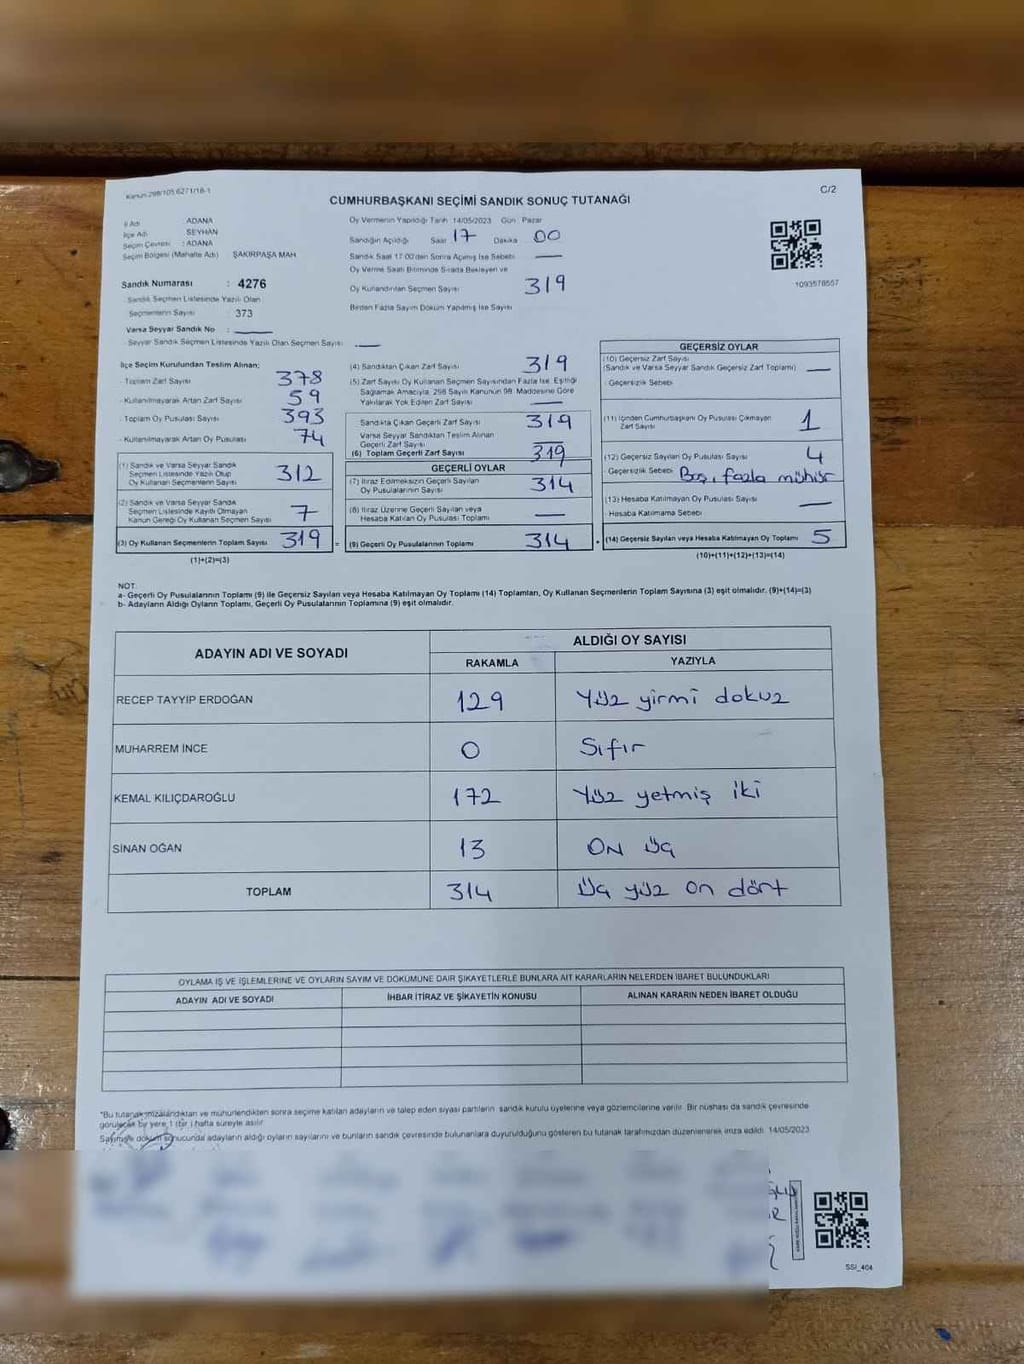 Kanun 298/105,6271/18-1
C/2
CUMHURBAŞKANI SEÇİMİ SANDIK SONUÇ TUTANAĞI
İl Adı : ADANA
İlçe Adı : SEYHAN
Seçim Çevresi : ADANA
Seçim Bölgesi (Mahalle Adı) : ŞAKİRPAŞA MAH
Sandık Numarası : 4276
Sandık Seçmen Listesinde Yazılı Olan
Seçmenlerin Sayısı : 373
Varsa Seyyar Sandık No :
Seyyar Sandık Seçmen Listesinde Yazılı Olan Seçmen Sayısı :
Oy Vermenin Yapıldığı Tarih 14/05/2023 Gün Pazar
Sandığın Açıldığı Saat 17 Dakika 00
Sandık Saat 17.00'den Sonra Açılmış İse Sebebi
Oy Verme Saati Bitiminde Sırada Bekleyen ve
Oy Kullandırılan Seçmen Sayısı 319
Birden Fazla Sayım Döküm Yapılmış İse Sayısı
1093578557
İlçe Seçim Kurulundan Teslim Alınan;
- Toplam Zarf Sayısı 378
- Kullanılmayarak Artan Zarf Sayısı 59
- Toplam Oy Pusulası Sayısı 393
- Kullanılmayarak Artan Oy Pusulası 74
(1) Sandık ve Varsa Seyyar Sandık
Seçmen Listesinde Yazılı Olup
Oy Kullanan Seçmenlerin Sayısı 312
(2) Sandık ve Varsa Seyyar Sandık
Seçmen Listesinde Kayıtlı Olmayan
Kanun Gereği Oy Kullanan Seçmen Sayısı 7
(3) Oy Kullanan Seçmenlerin Toplam Sayısı 319 =
(1)+(2)=(3)
(4) Sandıktan Çıkan Zarf Sayısı 319
(5) Zarf Sayısı Oy Kullanan Seçmen Sayısından Fazla İse, Eşitliği
Sağlamak Amacıyla, 298 Sayılı Kanunun 98. Maddesine Göre
Yakılarak Yok Edilen Zarf Sayısı
Sandıkta Çıkan Geçerli Zarf Sayısı 319
Varsa Seyyar Sandıktan Teslim Alınan
Geçerli Zarf Sayısı
(6) Toplam Geçerli Zarf Sayısı 319
GEÇERLİ OYLAR
(7) İtiraz Edilmeksizin Geçerli Sayılan
Oy Pusulalarının Sayısı 314
(8) İtiraz Üzerine Geçerli Sayılan veya
Hesaba Katılan Oy Pusulası Toplamı
(9) Geçerli Oy Pusulalarının Toplamı 314 +
GEÇERSİZ OYLAR
(10) Geçersiz Zarf Sayısı
(Sandık ve Varsa Seyyar Sandık Geçersiz Zarf Toplamı)
- Geçersizlik Sebebi
(11) İçinden Cumhurbaşkanı Oy Pusulası Çıkmayan
Zarf Sayısı 1
(12) Geçersiz Sayılan Oy Pusulası Sayısı 4
Geçersizlik Sebebi Boş, fazla mühür
(13) Hesaba Katılmayan Oy Pusulası Sayısı
Hesaba Katılmama Sebebi
(14) Geçersiz Sayılan veya Hesaba Katılmayan Oy Toplamı 5
(10)+(11)+(12)+(13)=(14)
NOT:
a- Geçerli Oy Pusulalarının Toplamı (9) ile Geçersiz Sayılan veya Hesaba Katılmayan Oy Toplamı (14) Toplamları, Oy Kullanan Seçmenlerin Toplam Sayısına (3) eşit olmalıdır. (9)+(14)=(3)
b- Adayların Aldığı Oyların Toplamı, Geçerli Oy Pusulalarının Toplamına (9) eşit olmalıdır.
ADAYIN ADI VE SOYADI
ALDIĞI OY SAYISI
RAKAMLA YAZIYLA
RECEP TAYYIP ERDOĞAN 129 Yüz yirmi dokuz
MUHARREM İNCE 0 Sıfır
KEMAL KILIÇDAROĞLU 172 Yüz yetmiş iki
SİNAN OĞAN 13 ON üç
TOPLAM 314 Üç yüz on dört
OYLAMA İŞ VE İŞLEMLERİNE VE OYLARIN SAYIM VE DÖKÜMÜNE DAİR ŞİKAYETLERLE BUNLARA AİT KARARLARIN NELERDEN İBARET BULUNDUKLARI
ADAYIN ADI VE SOYADI İHBAR İTİRAZ VE ŞİKAYETİN KONUSU ALINAN KARARIN NEDEN İBARET OLDUĞU
*Bu tutanak imzalandıktan ve mühürlendikten sonra seçime katılan adayların ve talep eden siyasi partilerin sandık kurulu üyelerine veya gözlemcilerine verilir. Bir nüshası da sandık çevresinde
görülecek bir yere 1 (bir) hafta süreyle asılır.
Sayım ve döküm sonucunda adayların aldığı oyların sayılarını ve bunların sandık çevresinde bulunanlara duyurulduğunu gösteren bu tutanak tarafımızdan düzenlenerek imza edildi. 14/05/2023
SSI_404